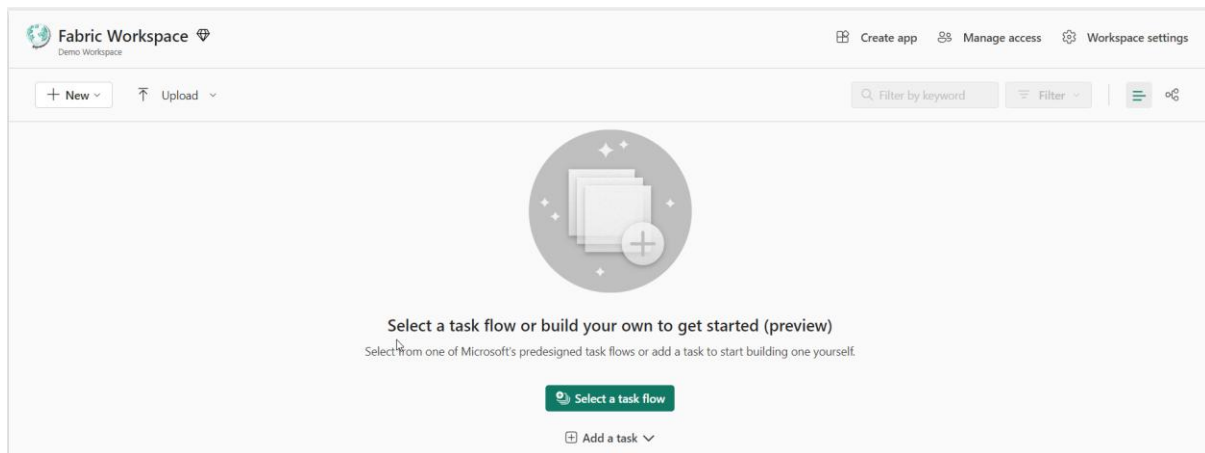 Fabric Workspace
Demo Workspace
Create app
Manage access
Workspace settings
New
Upload
Filter by keyword
Filter
Select a task flow or build your own to get started (preview)
Select from one of Microsoft's predesigned task flows or add a task to start building one yourself.
Select a task flow
Add a task